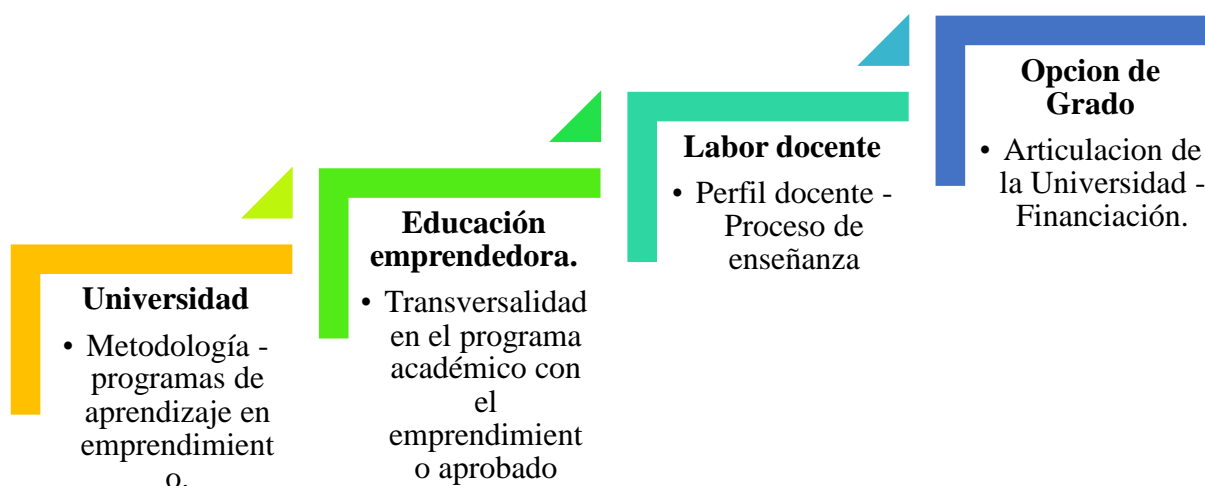 Universidad
• Metodología -
programas de
aprendizaje en
emprendimient
o.
Educación
emprendedora.
• Transversalidad
en el programa
académico con
el
emprendimient
o aprobado
Labor docente
• Perfil docente -
Proceso de
enseñanza
Opcion de
Grado
• Articulacion de
la Universidad -
Financiación.